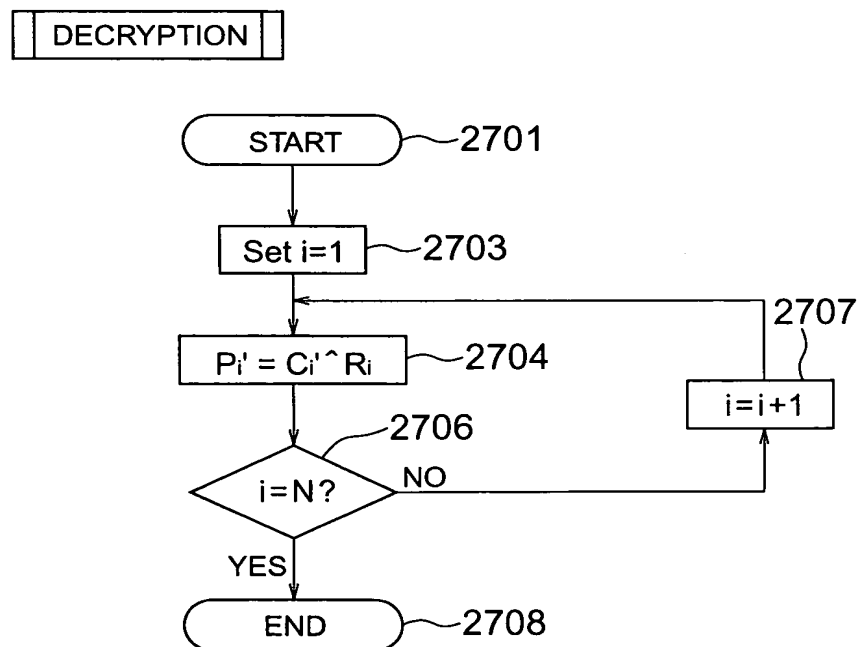 DECRYPTION
START
2701
Set i=1
2703
2707
Pi' = Ci'^Ri
2704
i=i+1
2706
i=N?
NO
YES
END
2708